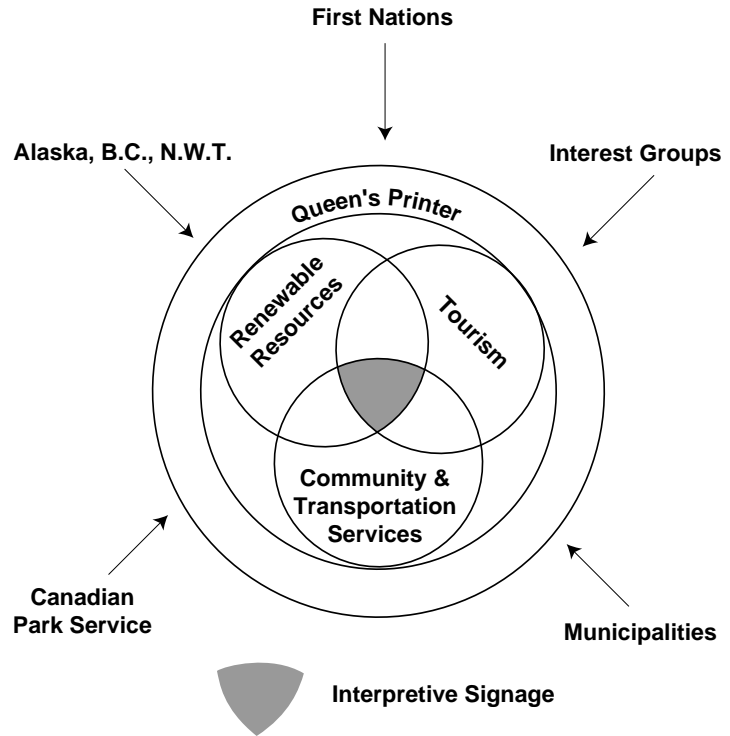 First Nations
Alaska, B.C., N.W.T.
Interest Groups
Queen's Printer
Renewable
Resources
Tourism
Community &
Transportation
Services
Canadian
Park Service
Municipalities
Interpretive Signage